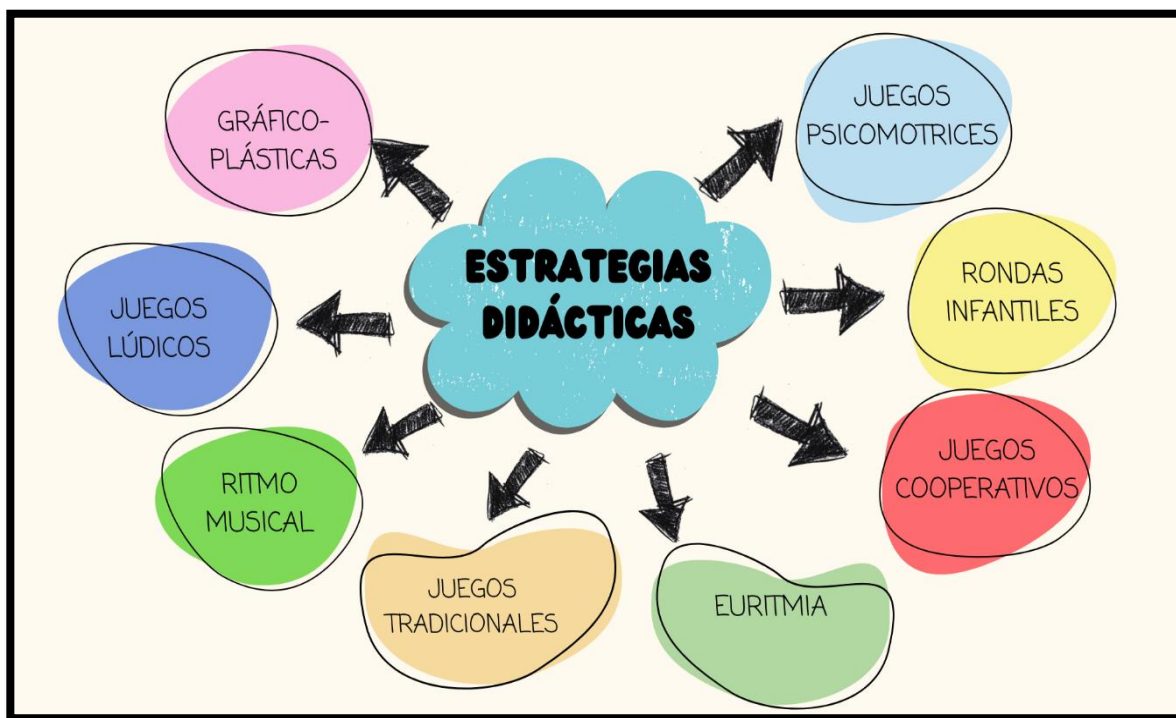 ESTRATEGIAS
DIDÁCTICAS
GRÁFICO-
PLÁSTICAS
JUEGOS
PSICOMOTRICES
JUEGOS
LÚDICOS
RONDAS
INFANTILES
RITMO
MUSICAL
JUEGOS
COOPERATIVOS
JUEGOS
TRADICIONALES
EURITMIA